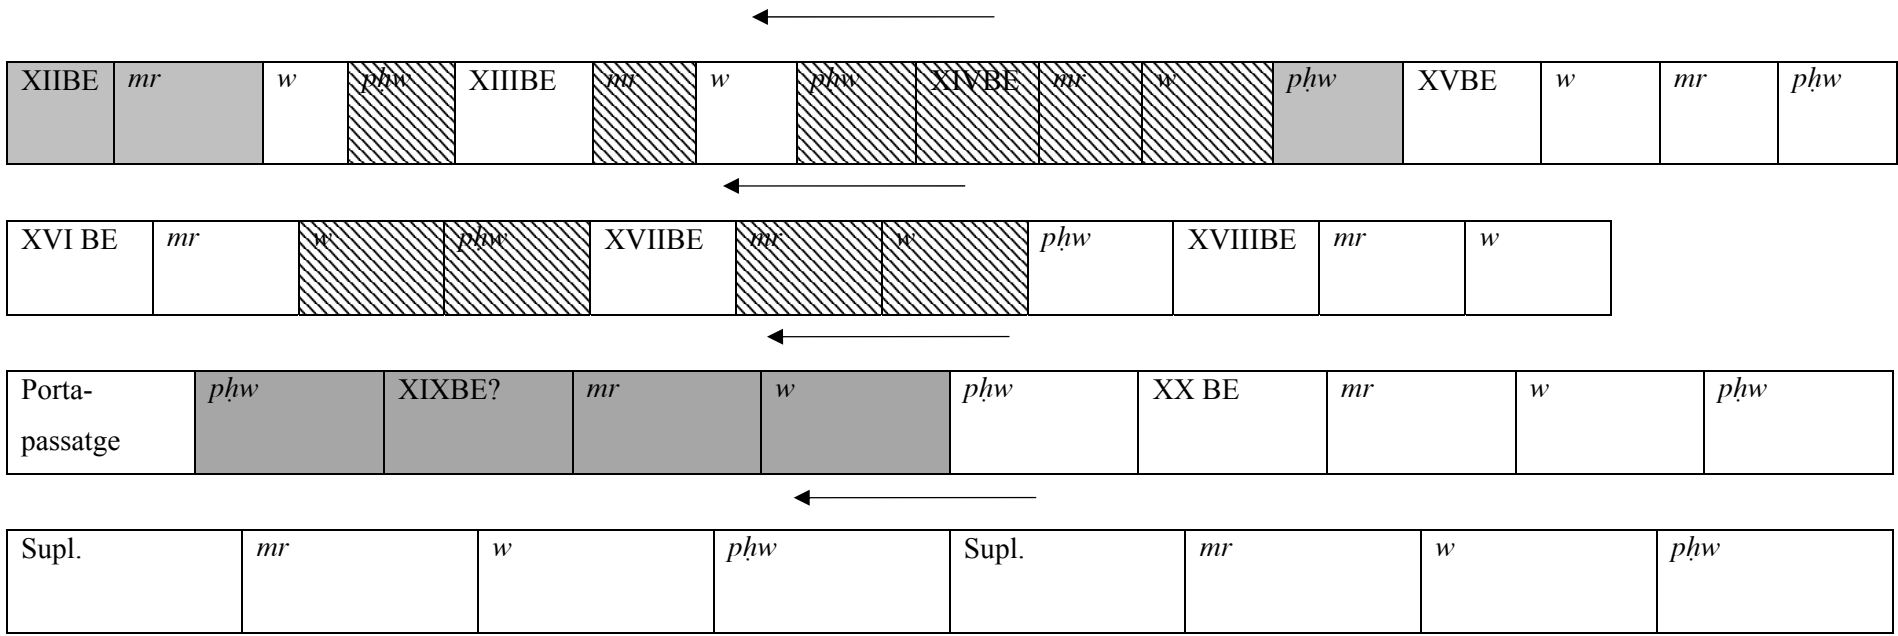 XIIBE mr w pḥw XIIIBE mr w pḥw XIVBE mr w pḥw XVBE w mr pḥw
XVI BE mr w pḥw XVIIBE mr w pḥw XVIIIBE mr w
Porta- pḥw XIXBE? mr w pḥw XX BE mr w pḥw
passatge
Supl. mr w pḥw Supl. mr w pḥw